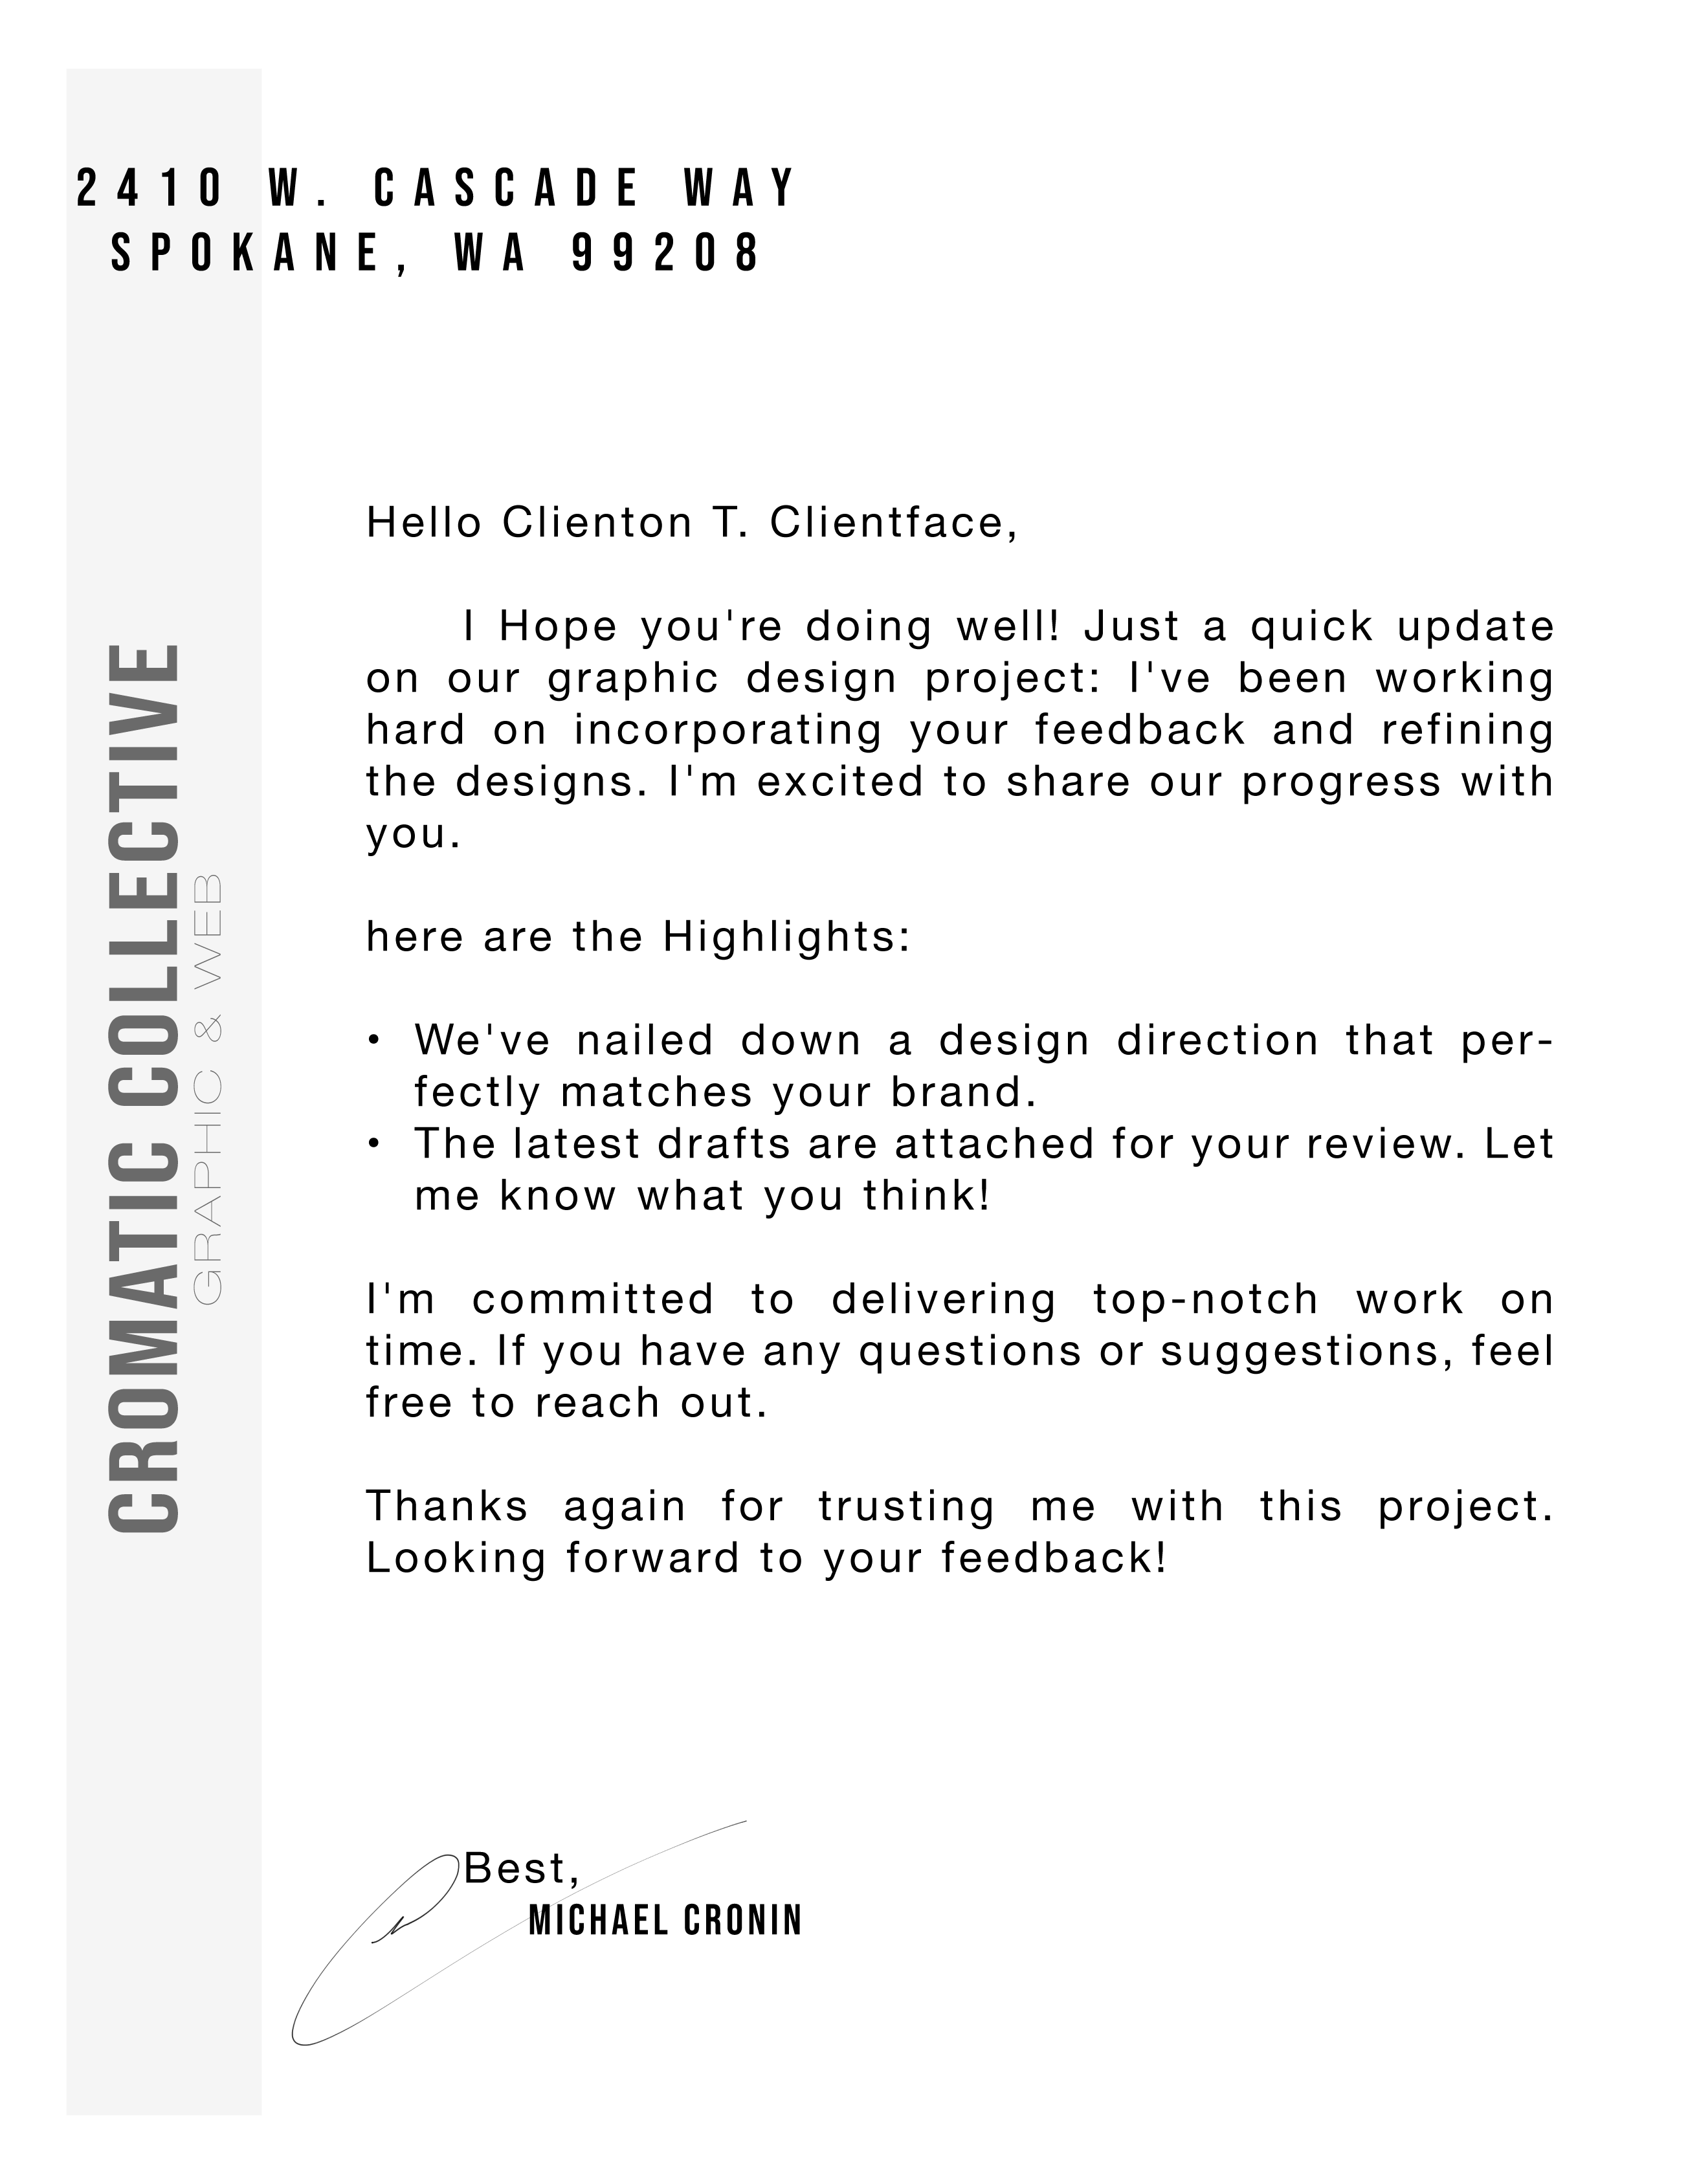 2410 W. CASCADE WAY
SPOKANE, WA 99208
CROMATIC COLLECTIVE
GRAPHIC & WEB
Hello Clienton T. Clientface,
I Hope you're doing well! Just a quick update
on our graphic design project: I've been working
hard on incorporating your feedback and refining
the designs. I'm excited to share our progress with
you.
here are the Highlights:
• We've nailed down a design direction that per-
fectly matches your brand.
• The latest drafts are attached for your review. Let
me know what you think!
I'm committed to delivering top-notch work on
time. If you have any questions or suggestions, feel
free to reach out.
Thanks again for trusting me with this project.
Looking forward to your feedback!
Best,
MICHAEL CRONIN